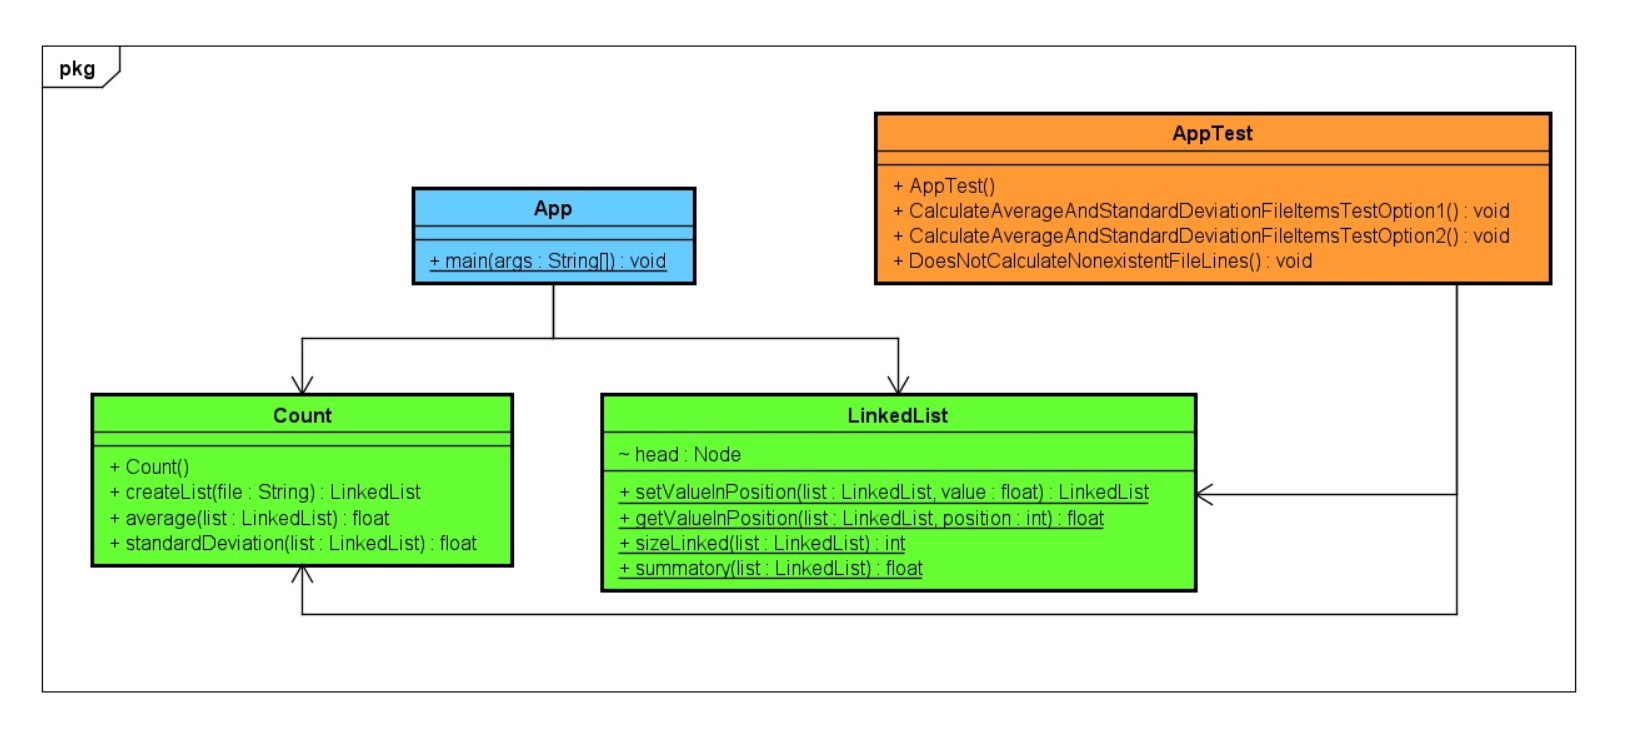 pkg
AppTest
+ AppTest()
+ CalculateAverageAndStandardDeviationFileItemsTestOption1() : void
+ CalculateAverageAndStandardDeviationFileItemsTestOption2() : void
+ DoesNotCalculateNonexistentFileLines() : void
App
+ main(args : String[]) : void
Count
+ Count()
+ createList(file : String) : LinkedList
+ average(list : LinkedList) : float
+ standardDeviation(list : LinkedList) : float
LinkedList
~ head : Node
+ setValueInPosition(list : LinkedList, value : float) : LinkedList
+ getValueInPosition(list : LinkedList, position : int) : float
+ sizeLinked(list : LinkedList) : int
+ summatory(list : LinkedList) : float